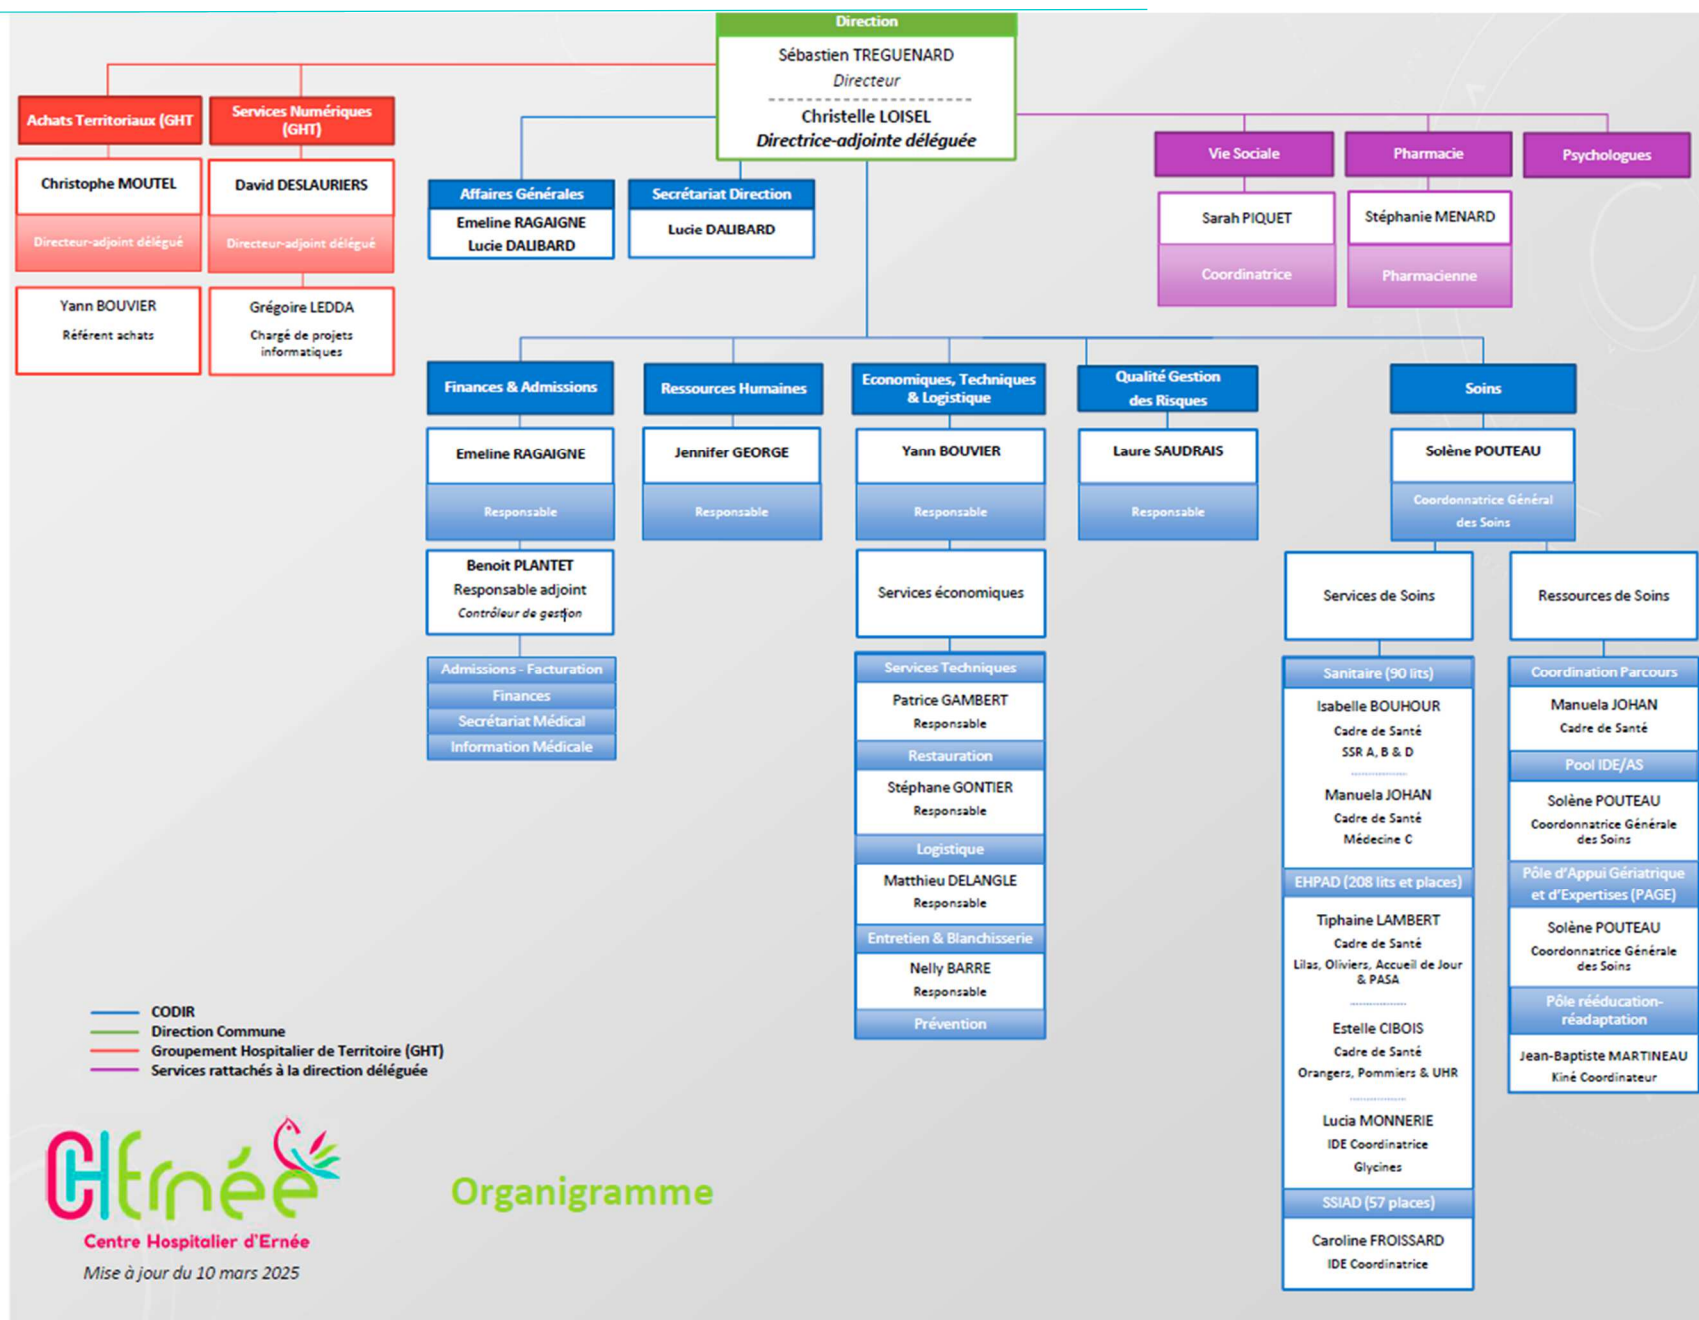 Direction
Sébastien TREGUENARD
Directeur
Christelle LOISEL
Directrice-adjointe déléguée
Achats Territoriaux (GHT
Christophe MOUTEL
Directeur-adjoint délégué
Yann BOUVIER
Référent achats
Services Numériques
(GHT)
David DESLAURIERS
Directeur-adjoint délégué
Grégoire LEDDA
Chargé de projets
informatiques
Affaires Générales
Emeline RAGAIGNE
Lucie DALIBARD
Secrétariat Direction
Lucie DALIBARD
Vie Sociale
Sarah PIQUET
Coordinatrice
Pharmacie
Stéphanie MENARD
Pharmacienne
Psychologues
Finances & Admissions
Emeline RAGAIGNE
Responsable
Benoit PLANTET
Responsable adjoint
Contrôleur de gestion
Admissions - Facturation
Finances
Secrétariat Médical
Information Médicale
Ressources Humaines
Jennifer GEORGE
Responsable
Economiques, Techniques
& Logistique
Yann BOUVIER
Responsable
Services économiques
Services Techniques
Patrice GAMBERT
Responsable
Restauration
Stéphane GONTIER
Responsable
Logistique
Matthieu DELANGLE
Responsable
Entretien & Blanchisserie
Nelly BARRE
Responsable
Prévention
Qualité Gestion
des Risques
Laure SAUDRAIS
Responsable
Soins
Solène POUTEAU
Coordonnatrice Général
des Soins
Services de Soins
Sanitaire (90 lits)
Isabelle BOUHOUR
Cadre de Santé
SSR A, B & D
Manuela JOHAN
Cadre de Santé
Médecine C
EHPAD (208 lits et places)
Tiphaine LAMBERT
Cadre de Santé
Lilas, Oliviers, Accueil de Jour
& PASA
Estelle CIBOIS
Cadre de Santé
Orangers, Pommiers & UHR
Lucia MONNERIE
IDE Coordinatrice
Glycines
SSIAD (57 places)
Caroline FROISSARD
IDE Coordinatrice
Ressources de Soins
Coordination Parcours
Manuela JOHAN
Cadre de Santé
Pool IDE/AS
Solène POUTEAU
Coordonnatrice Générale
des Soins
Pôle d'Appui Gériatrique
et d'Expertises (PAGE)
Solène POUTEAU
Coordonnatrice Générale
des Soins
Pôle rééducation-
réadaptation
Jean-Baptiste MARTINEAU
Kiné Coordinateur
CODIR
Direction Commune
Groupement Hospitalier de Territoire (GHT)
Services rattachés à la direction déléguée
CH Ernée
Centre Hospitalier d'Ernée
Mise à jour du 10 mars 2025
Organigramme